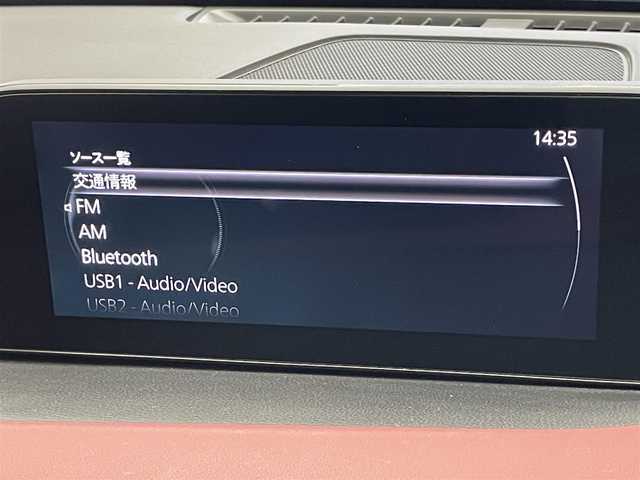 14:35
ソース一覧
交通情報
FM
AM
Bluetooth
USB1 - Audio/Video
USB2 - Audio/Video